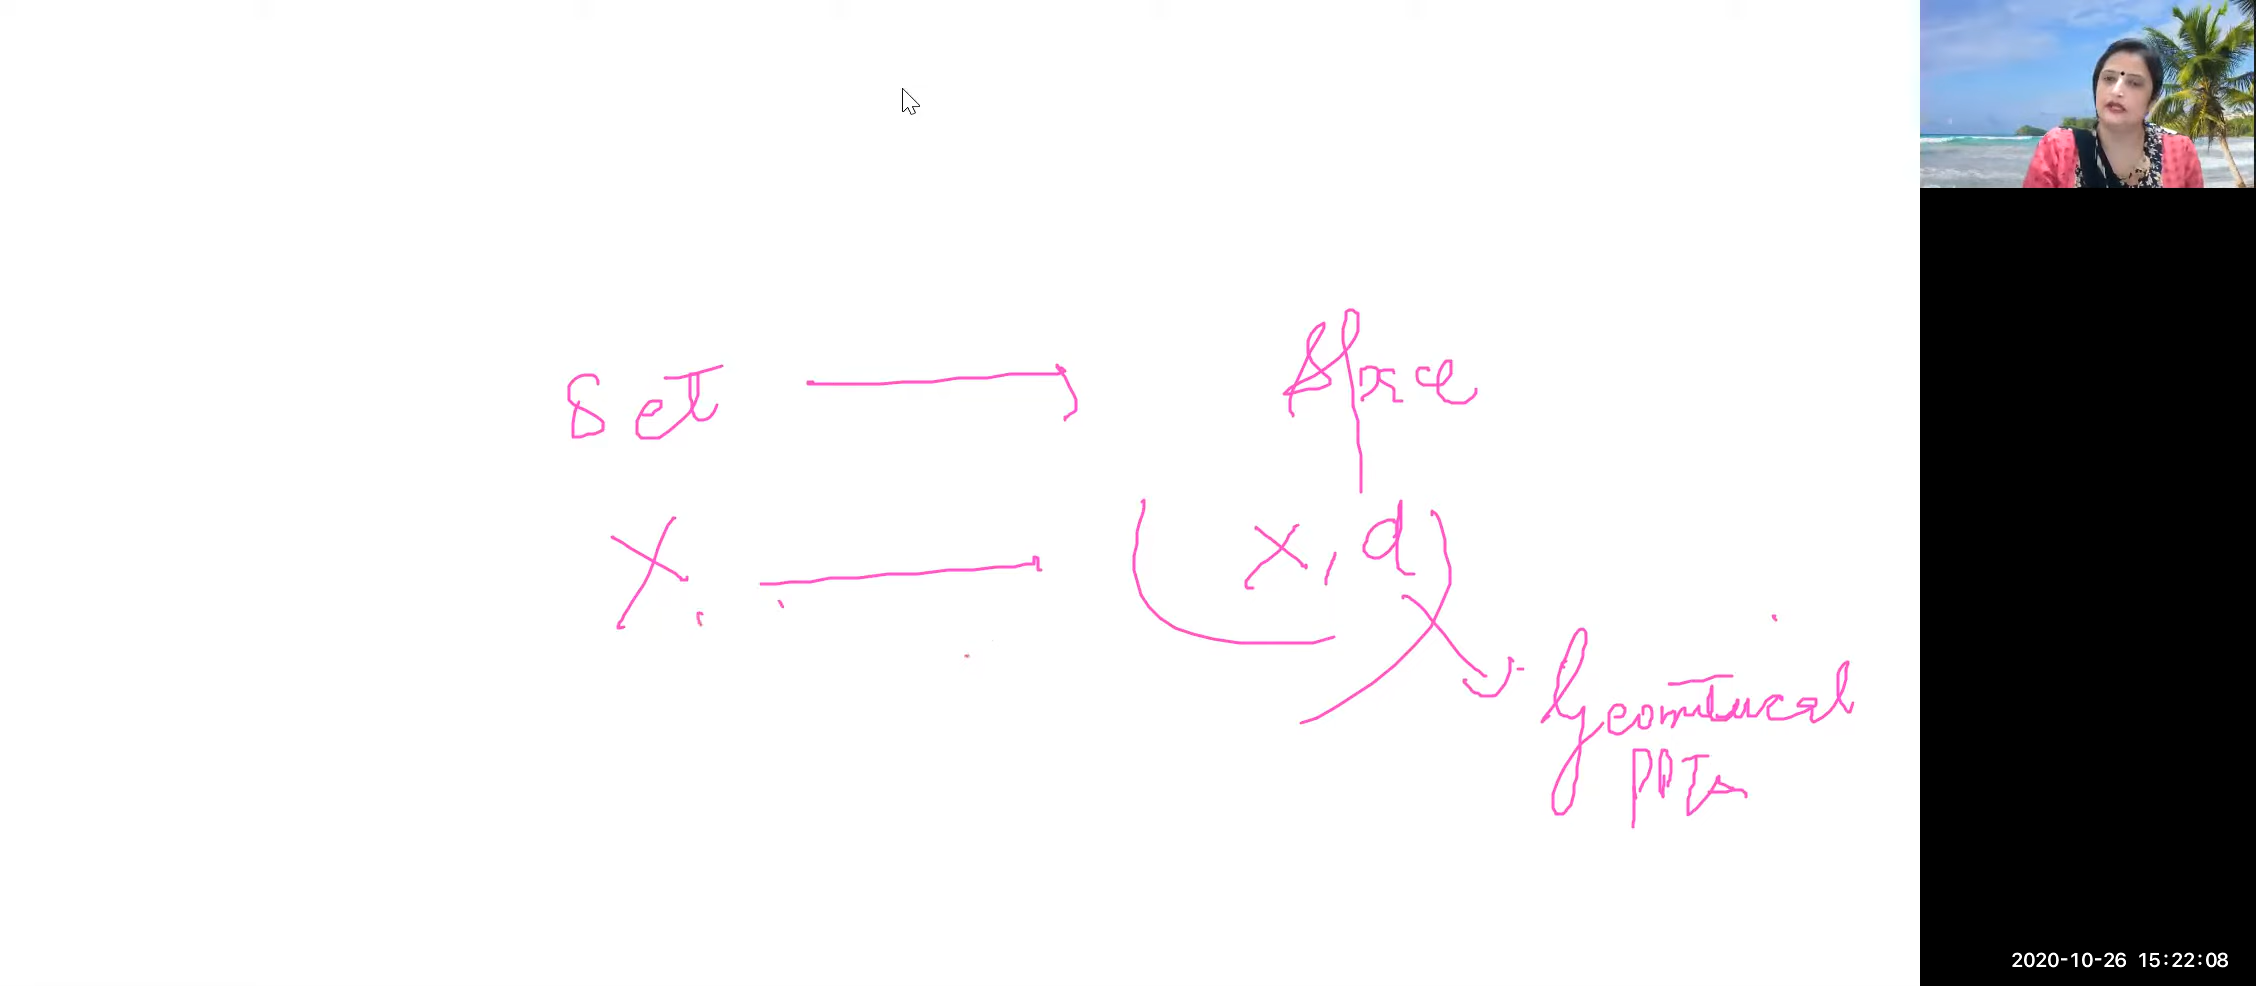 Set → Space
X → (X, d)
Geometrical
ppts
2020-10-26 15:22:08